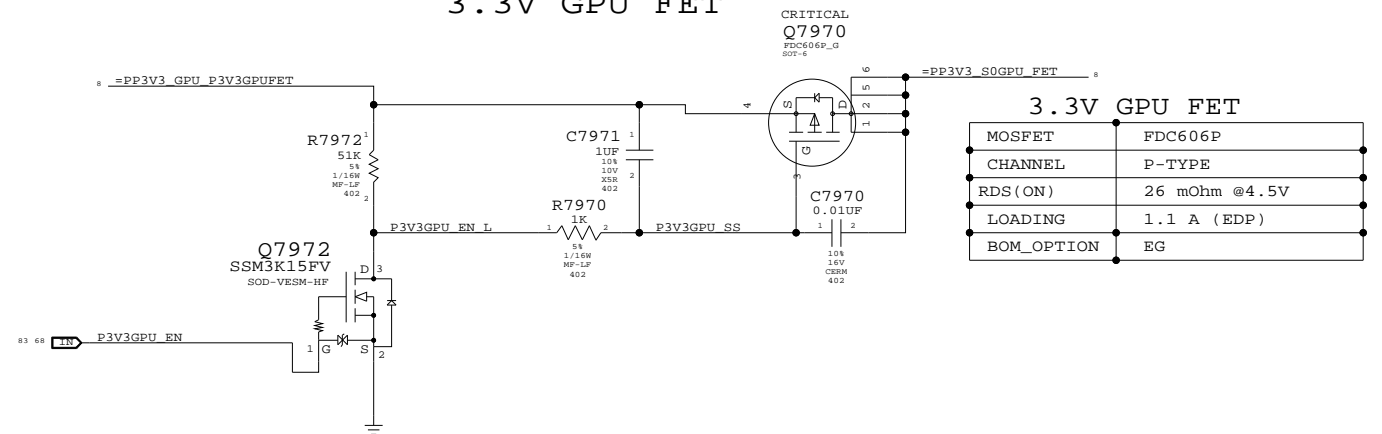 3.3V GPU FET
CRITICAL
Q7970
FDC606P_G
SOT-6
8 =PP3V3_GPU_P3V3GPUFET
=PP3V3_S0GPU_FET 8
4
S
D
G
3
6
5
2
1
R7972
1
51K
5%
1/16W
MF-LF
402
2
C7971
1
1UF
10%
10V
X5R
402
2
P3V3GPU_EN_L
R7970
1K
1 2
5%
1/16W
MF-LF
402
P3V3GPU_SS
C7970
0.01UF
1 2
10%
16V
CERM
402
Q7972
SSM3K15FV
SOD-VESM-HF
D 3
1 G S 2
83 68 IN P3V3GPU_EN
3.3V GPU FET
MOSFET FDC606P
CHANNEL P-TYPE
RDS(ON) 26 mOhm @4.5V
LOADING 1.1 A (EDP)
BOM_OPTION EG